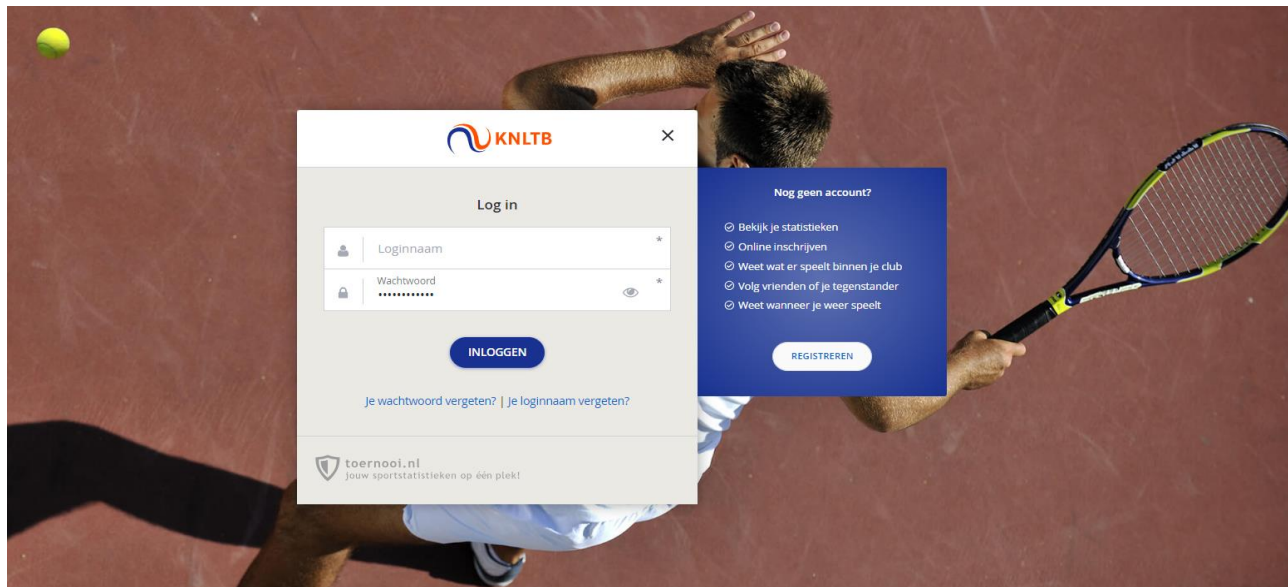 KNLTB
Log in
Loginnaam
*
Wachtwoord
••••••••••••
*
INLOGGEN
Je wachtwoord vergeten? | Je loginnaam vergeten?
toernooi.nl
jouw sportstatistieken op één plek!
Nog geen account?
Bekijk je statistieken
Online inschrijven
Weet wat er speelt binnen je club
Volg vrienden of je tegenstander
Weet wanneer je weer speelt
REGISTREREN